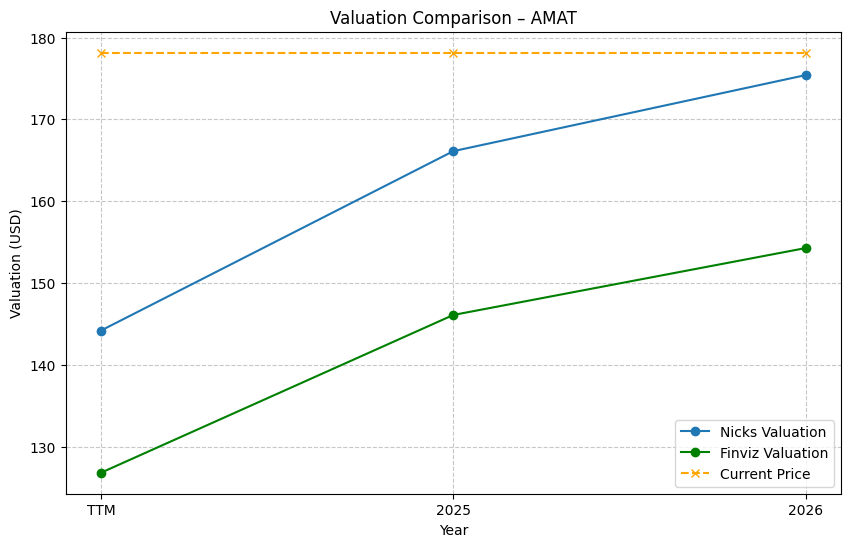 Valuation Comparison – AMAT
Valuation (USD)
180
170
160
150
140
130
TTM
2025
2026
Year
Nicks Valuation
Finviz Valuation
Current Price